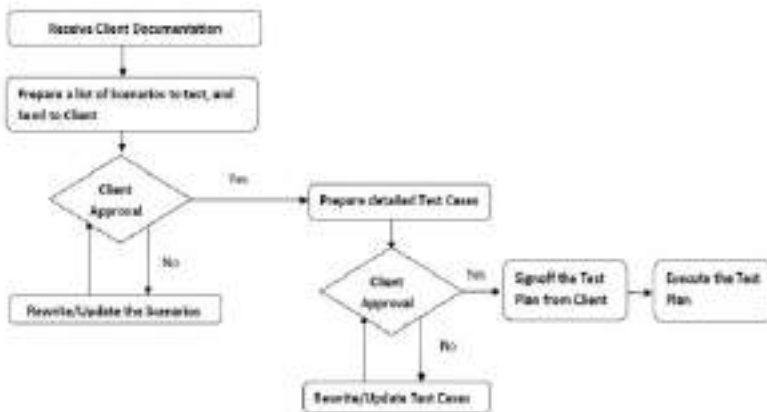 Receive Client Documentation
Prepare a list of Scenarios to test, and
Send to Client
Client
Approval
Yes
No
Rewrite/Update the Scenarios
Prepare detailed Test Cases
Client
Approval
Yes
No
Rewrite/Update Test Cases
Signoff the Test
Plan from Client
Execute the Test
Plan